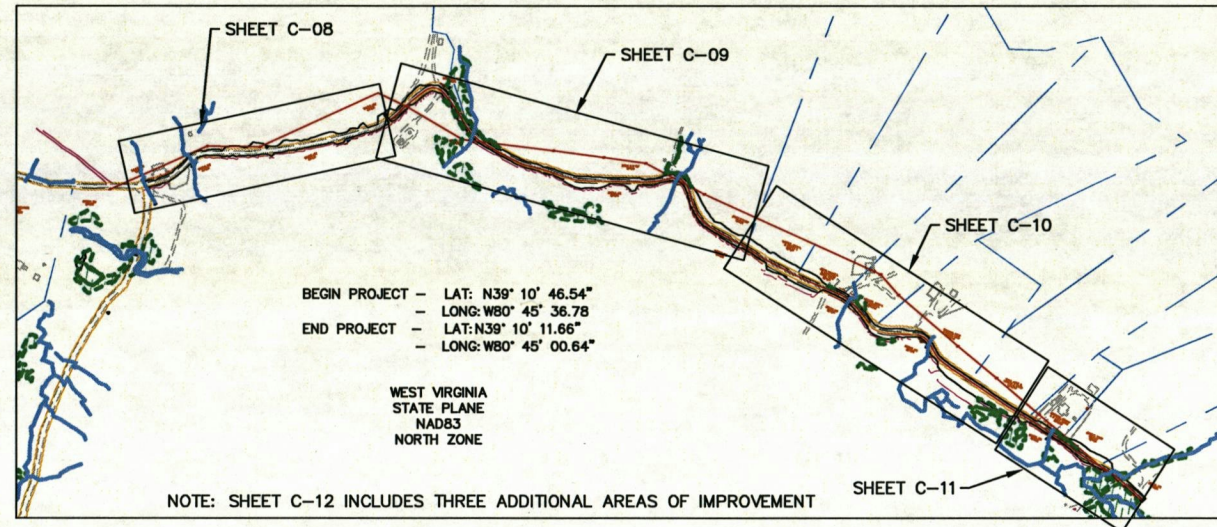 SHEET C-08
SHEET C-09
SHEET C-10
BEGIN PROJECT - LAT: N39° 10' 46.54"
- LONG: W80° 45' 36.78
END PROJECT - LAT: N39° 10' 11.66"
- LONG: W80° 45' 00.64"
WEST VIRGINIA
STATE PLANE
NAD83
NORTH ZONE
SHEET C-11
NOTE: SHEET C-12 INCLUDES THREE ADDITIONAL AREAS OF IMPROVEMENT